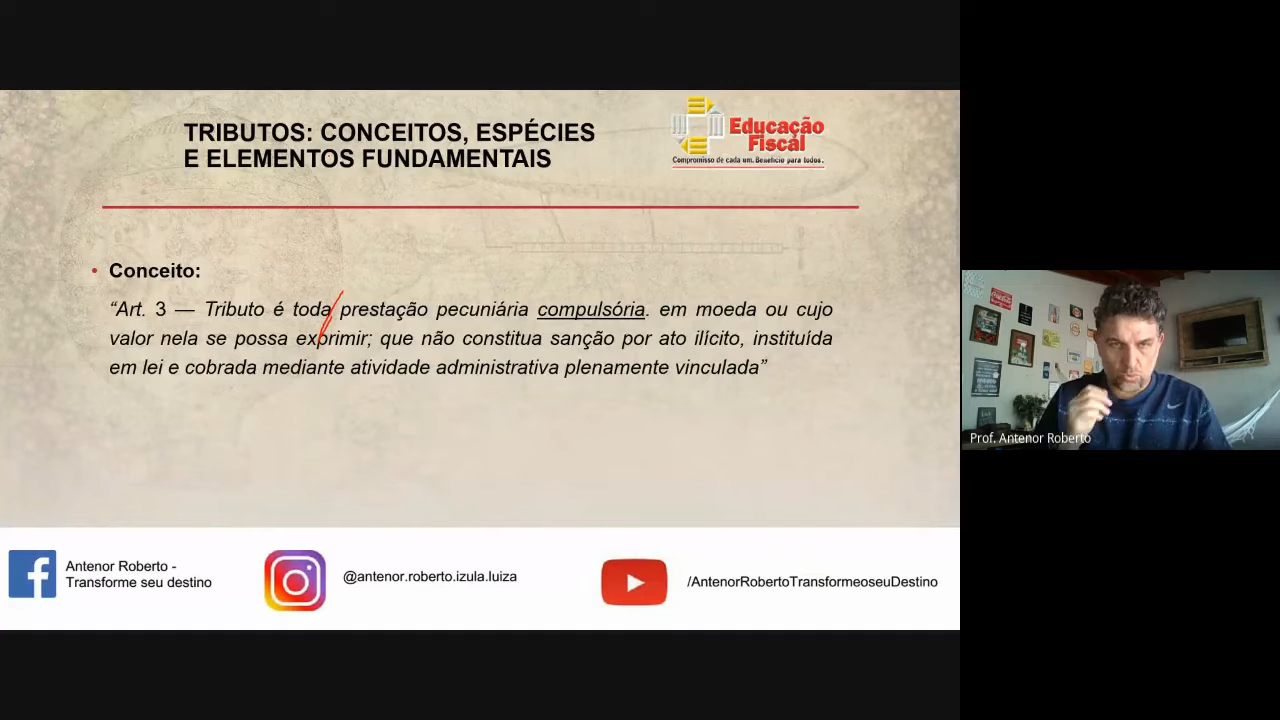 TRIBUTOS: CONCEITOS, ESPÉCIES
E ELEMENTOS FUNDAMENTAIS
Educação
Fiscal
Compromisso de cada um. Benefício para todos.
• Conceito:
“Art. 3 — Tributo é toda prestação pecuniária compulsória. em moeda ou cujo
valor nela se possa exprimir; que não constitua sanção por ato ilícito, instituída
em lei e cobrada mediante atividade administrativa plenamente vinculada”
Prof. Antenor Roberto
Antenor Roberto -
Transforme seu destino
@antenor.roberto.izula.luiza
/AntenorRobertoTransformeoseuDestino